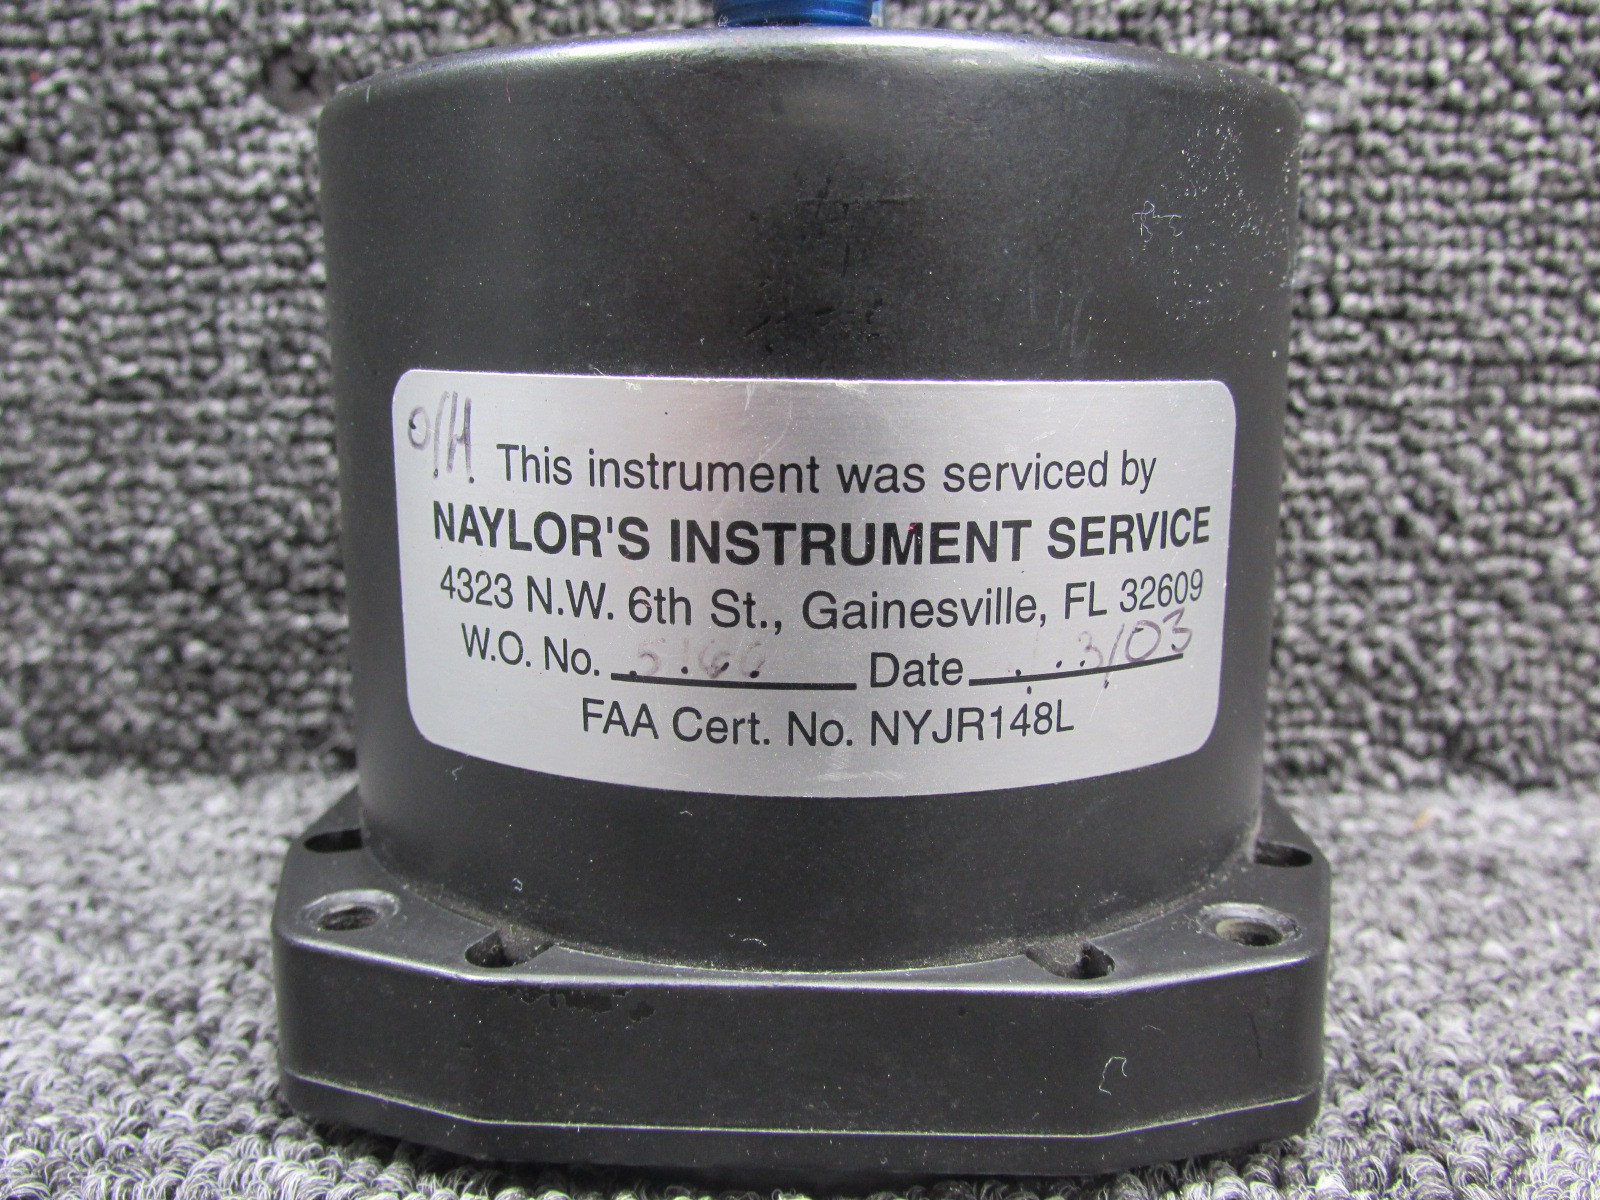 O/H This instrument was serviced by
NAYLOR'S INSTRUMENT SERVICE
4323 N.W. 6th St., Gainesville, FL 32609
W.O. No. 5166 Date 3/03
FAA Cert. No. NYJR148L